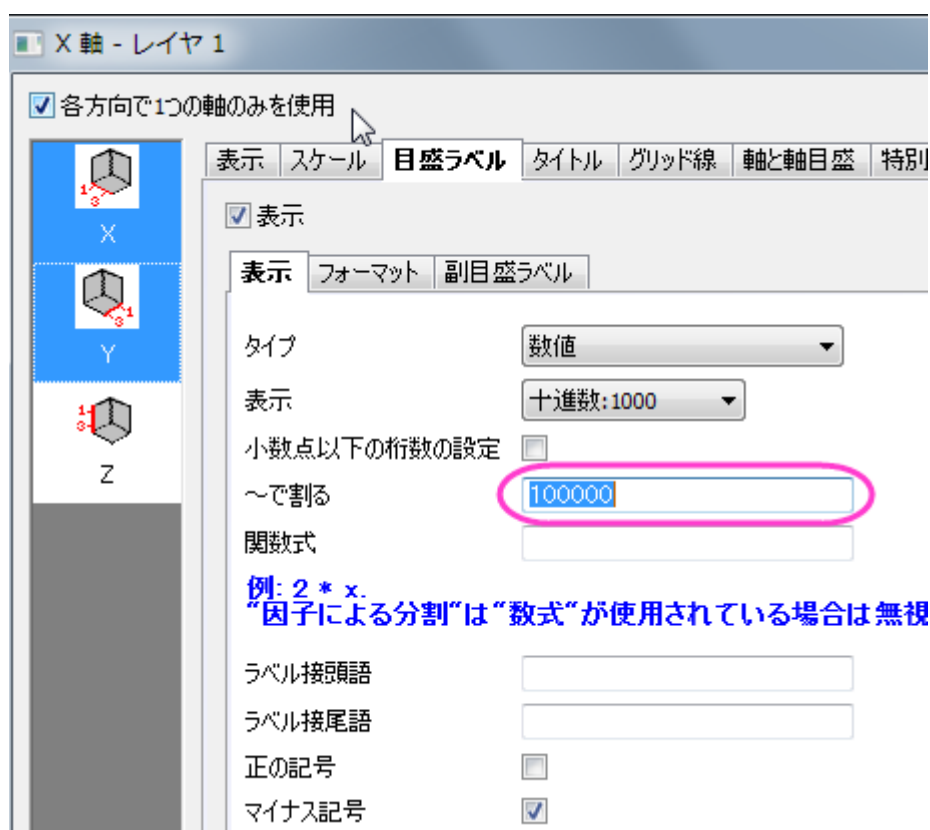 X 軸 - レイヤ 1
各方向で1つの軸のみを使用
表示 スケール 目盛ラベル タイトル グリッド線 軸と軸目盛 特別
1
3
X
表示
表示 フォーマット 副目盛ラベル
1
3
Y
タイプ 数値
表示 十進数:1000
1
3
Z
小数点以下の桁数の設定
～で割る 100000
関数式
例: 2 * x.
"因子による分割"は"数式"が使用されている場合は無視
ラベル接頭語
ラベル接尾語
正の記号
マイナス記号